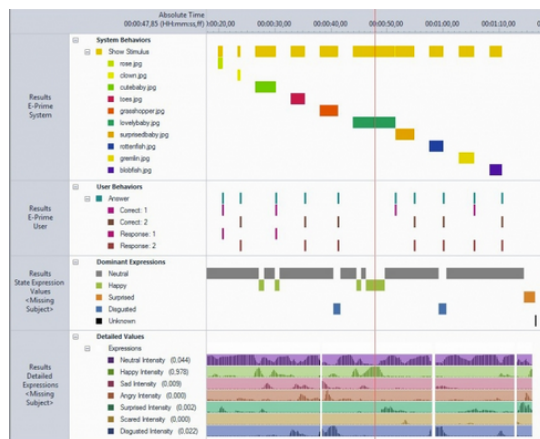 Absolute Time
00:00:47,85 (HH:mm:ss,ff)
00:00:20,00
00:00:30,00
00:00:40,00
00:00:50,00
00:01:00,00
00:01:10,00
Results
E-Prime
System
System Behaviors
Show Stimulus
rose.jpg
clown.jpg
cutebaby.jpg
toes.jpg
grasshopper.jpg
lovelybaby.jpg
surprisedbaby.jpg
rottenfish.jpg
gremlin.jpg
blobfish.jpg
Results
E-Prime
User
User Behaviors
Answer
Correct: 1
Correct: 2
Response: 1
Response: 2
Results
State Expression
Values
<Missing
Subject>
Dominant Expressions
Neutral
Happy
Surprised
Disgusted
Unknown
Results
Detailed
Expressions
<Missing
Subject>
Detailed Values
Expressions
Neutral Intensity (0,044)
Happy Intensity (0,978)
Sad Intensity (0,009)
Angry Intensity (0,000)
Surprised Intensity (0,002)
Scared Intensity (0,000)
Disgusted Intensity (0,022)